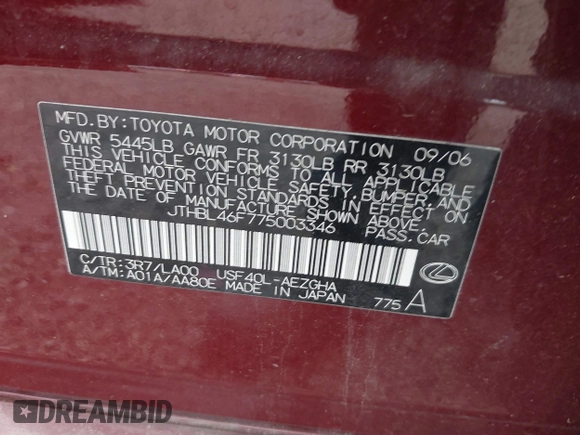 MFD.BY:TOYOTA MOTOR CORPORATION 09/06
GVWR 5445LB GAWR FR 3130LB RR 3130LB
THIS VEHICLE CONFORMS TO ALL APPLICABLE
FEDERAL MOTOR VEHICLE SAFETY,BUMPER,AND
THEFT PREVENTION STANDARDS IN EFFECT ON
THE DATE OF MANUFACTURE SHOWN ABOVE.
JTHBL46F775003346 PASS.CAR
C/TR:3R7/LA00 USF40L-AEZGHA
A/TM:A01A/AA80E MADE IN JAPAN 775 A
DREAMBID